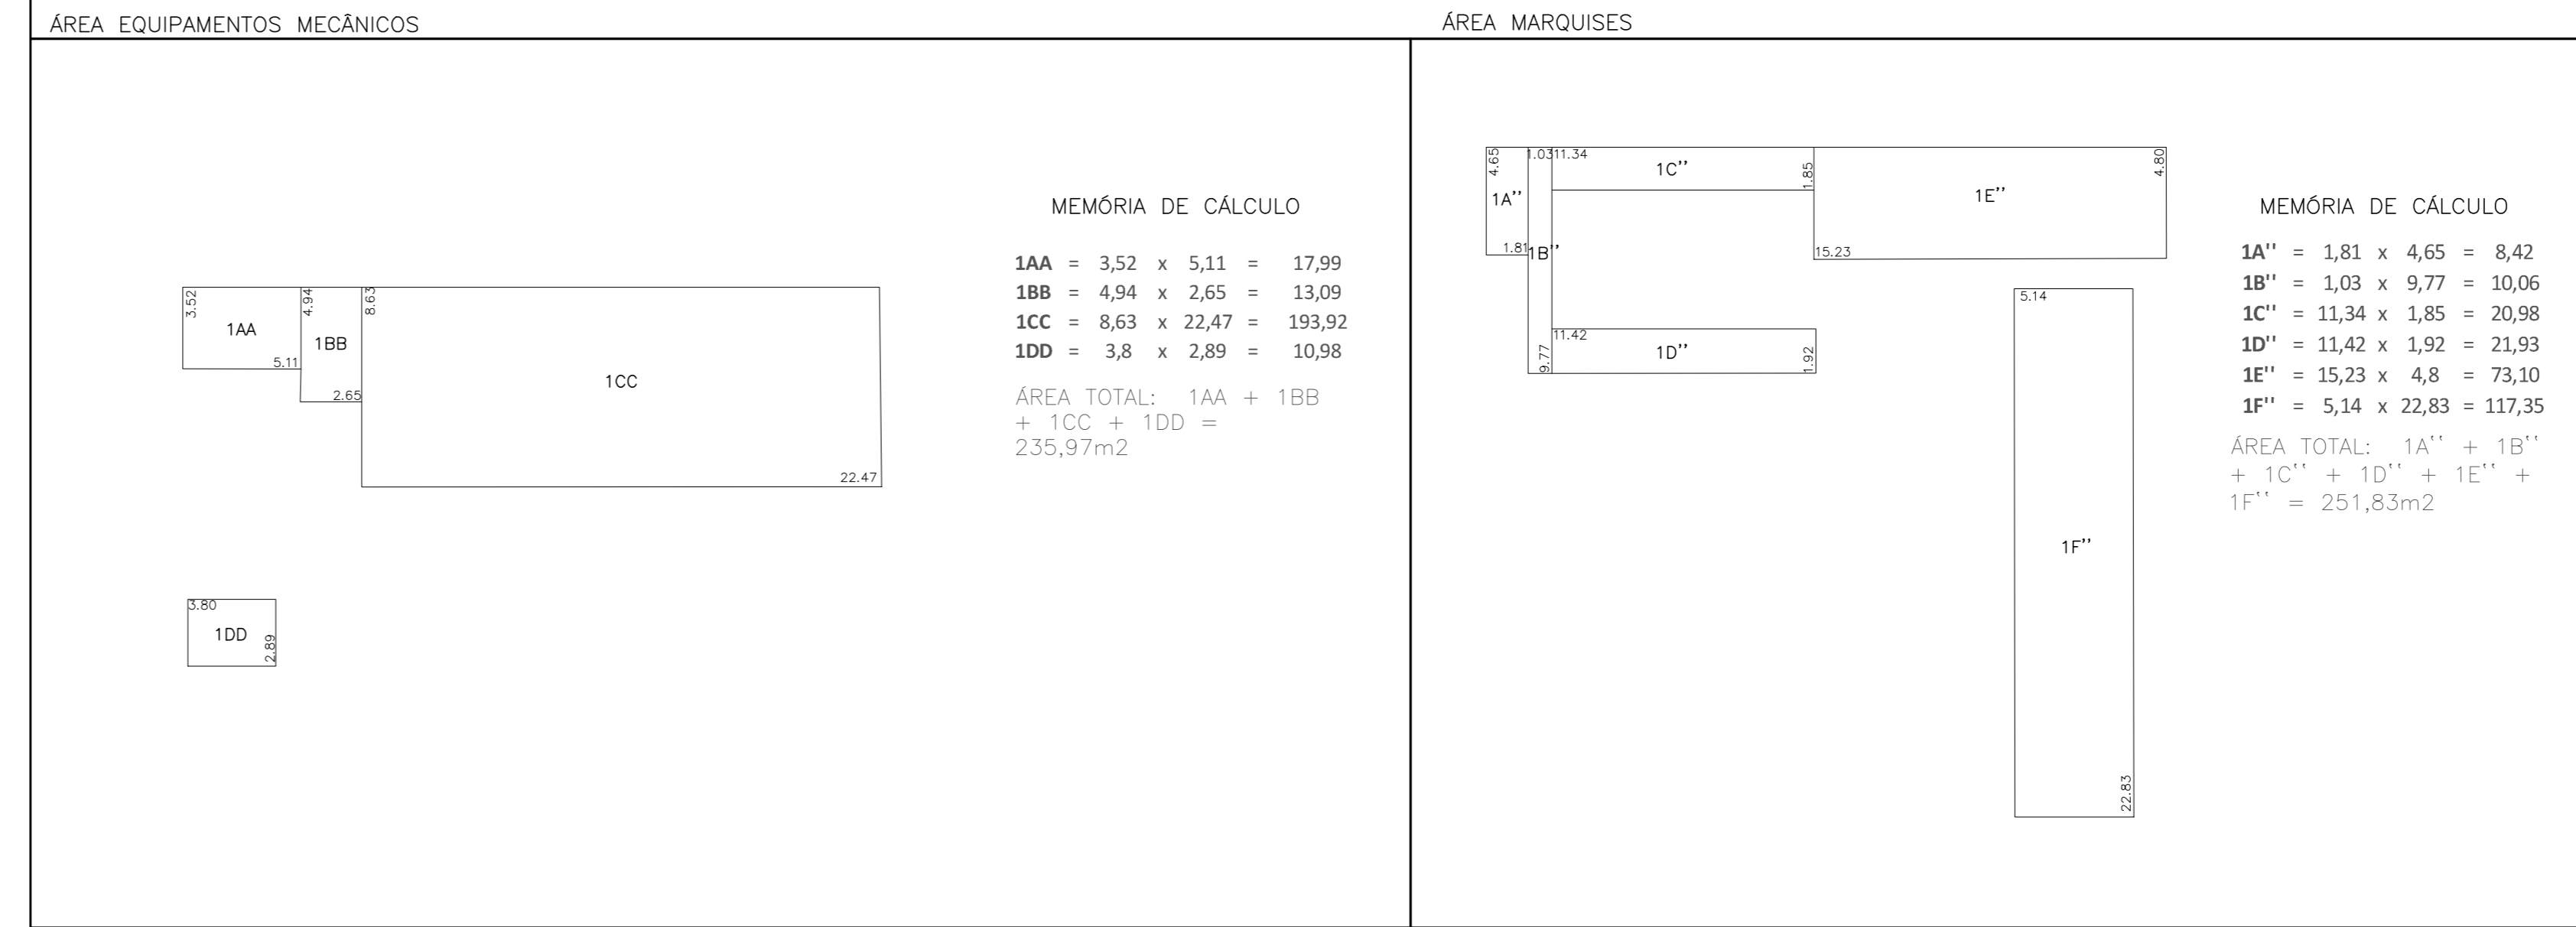 ÁREA EQUIPAMENTOS MECÂNICOS
3.52
1AA
5.11
4.94
1BB
2.65
8.63
1CC
22.47
3.80
1DD
2.89
MEMÓRIA DE CÁLCULO
1AA = 3,52 x 5,11 = 17,99
1BB = 4,94 x 2,65 = 13,09
1CC = 8,63 x 22,47 = 193,92
1DD = 3,8 x 2,89 = 10,98
ÁREA TOTAL: 1AA + 1BB
+ 1CC + 1DD =
235,97m2
ÁREA MARQUISES
4.65
1A''
1.81
1.03
1B''
9.77
11.34
1C''
1.85
11.42
1D''
1.92
4.80
1E''
15.23
5.14
1F''
22.83
MEMÓRIA DE CÁLCULO
1A'' = 1,81 x 4,65 = 8,42
1B'' = 1,03 x 9,77 = 10,06
1C'' = 11,34 x 1,85 = 20,98
1D'' = 11,42 x 1,92 = 21,93
1E'' = 15,23 x 4,8 = 73,10
1F'' = 5,14 x 22,83 = 117,35
ÁREA TOTAL: 1A'' + 1B''
+ 1C'' + 1D'' + 1E'' +
1F'' = 251,83m2